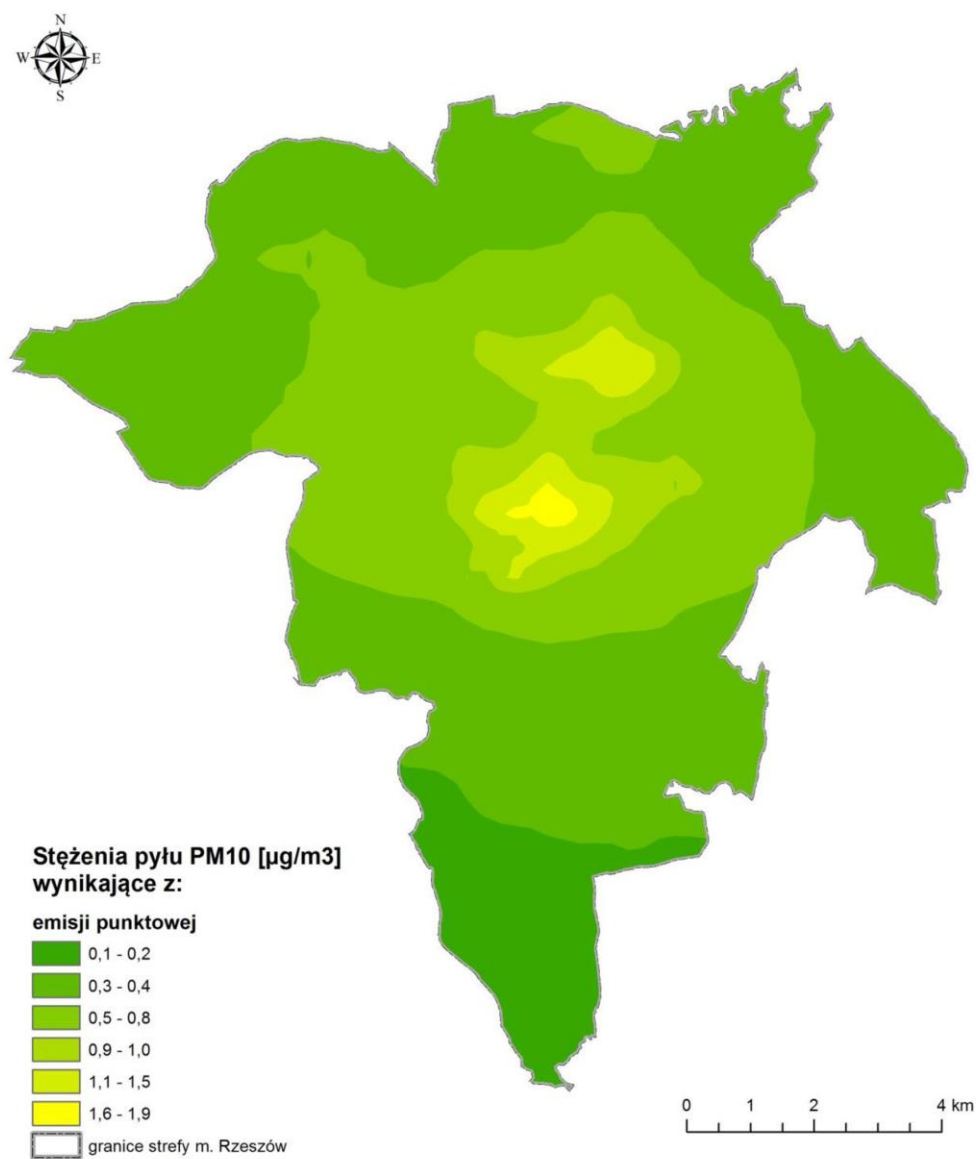 N
W E
S
Stężenia pyłu PM10 [µg/m3]
wynikające z:
emisji punktowej
0,1 - 0,2
0,3 - 0,4
0,5 - 0,8
0,9 - 1,0
1,1 - 1,5
1,6 - 1,9
granice strefy m. Rzeszów
0 1 2 4 km